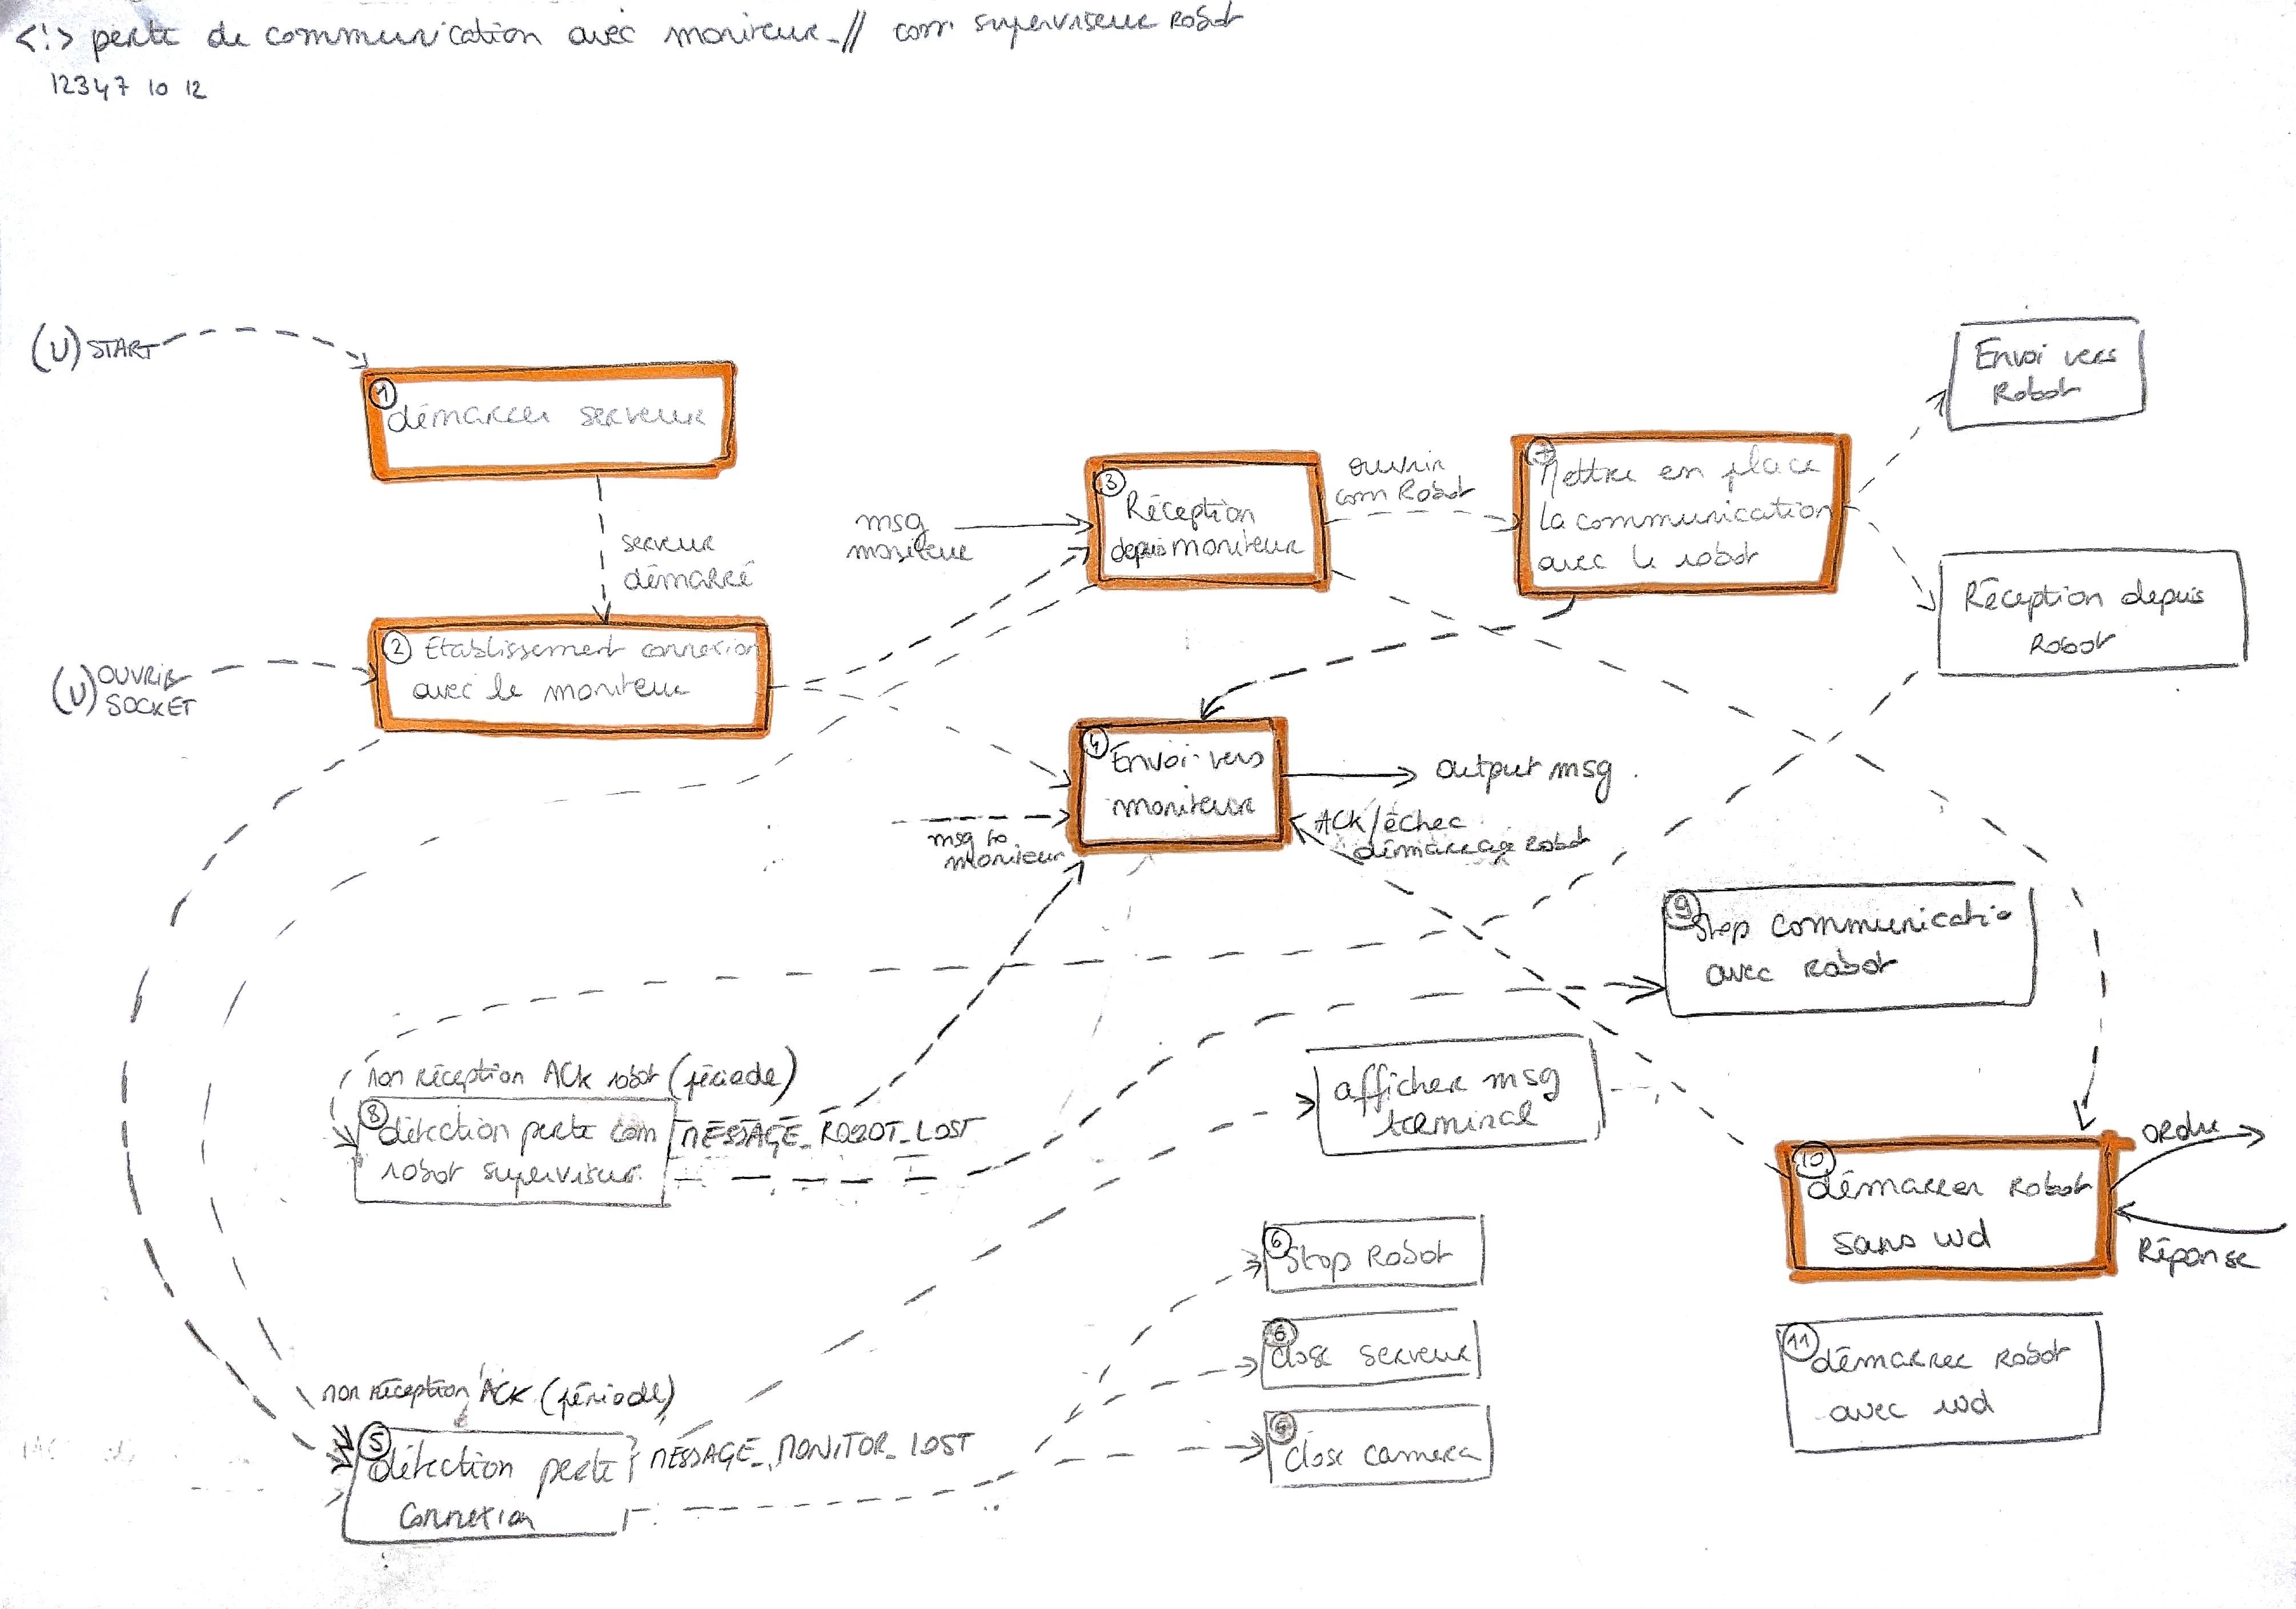 <!> perte de communication avec moniteur_// com superviseur Robot
12347 10 12
(U) START
1
démarrer serveur
serveur
démarré
(U) OUVRIR
SOCKET
2 Etablissement connexion
avec le moniteur
msg
moniteur
3
Réception
depuis moniteur
ouvrir
com Robot
7
Mettre en place
la communication
avec le robot
Envoi vers
Robot
Réception depuis
Robot
4
Envoi vers
moniteur
output msg
msg to
moniteur
ACK/échec
démarrage robot
9
Stop communicatio
avec robot
non réception ACK robot (période)
8
détection perte com
robot superviseur
MESSAGE_ROBOT_LOST
afficher msg
terminal
10
démarrer robot
sans wd
ordre
Réponse
6
Stop Robot
6
close serveur
close camera
11
démarrer robot
avec wd
non réception ACK (période)
5
détection perte
connexion
MESSAGE_MONITOR_LOST